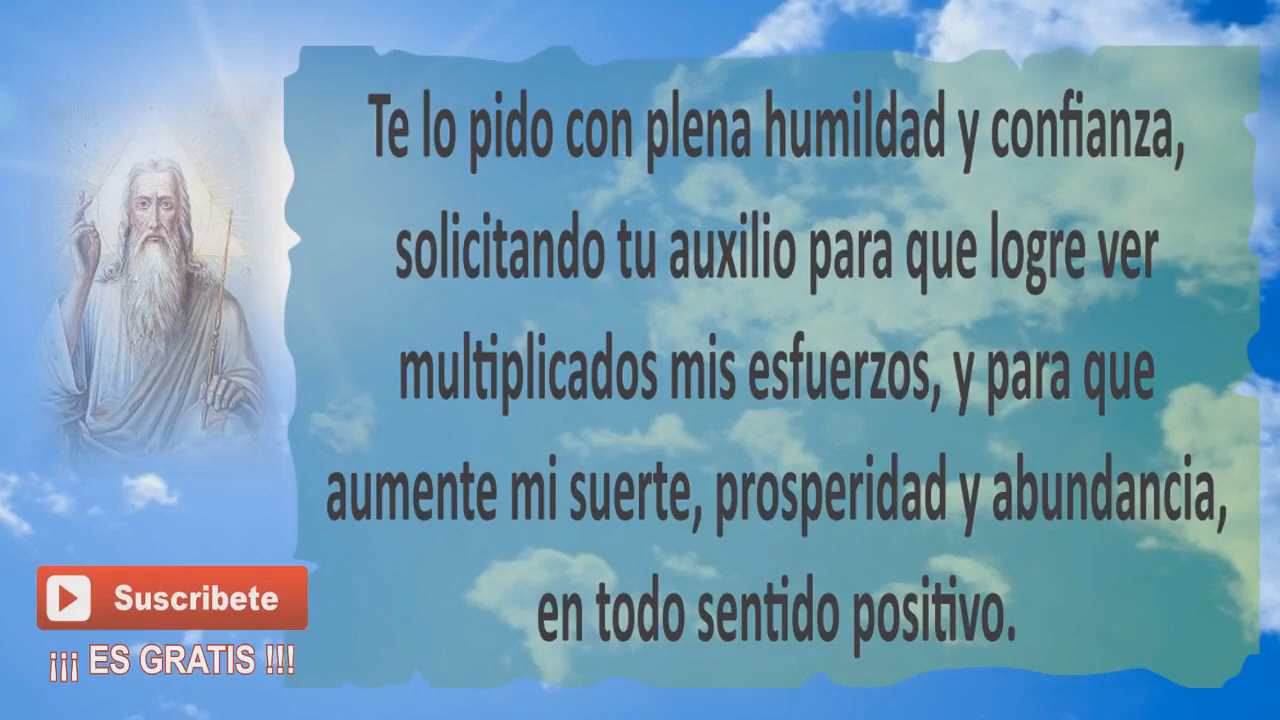 Te lo pido con plena humildad y confianza,
solicitando tu auxilio para que logre ver
multiplicados mis esfuerzos, y para que
aumente mi suerte, prosperidad y abundancia,
en todo sentido positivo.
Suscribete
¡¡¡ ES GRATIS !!!